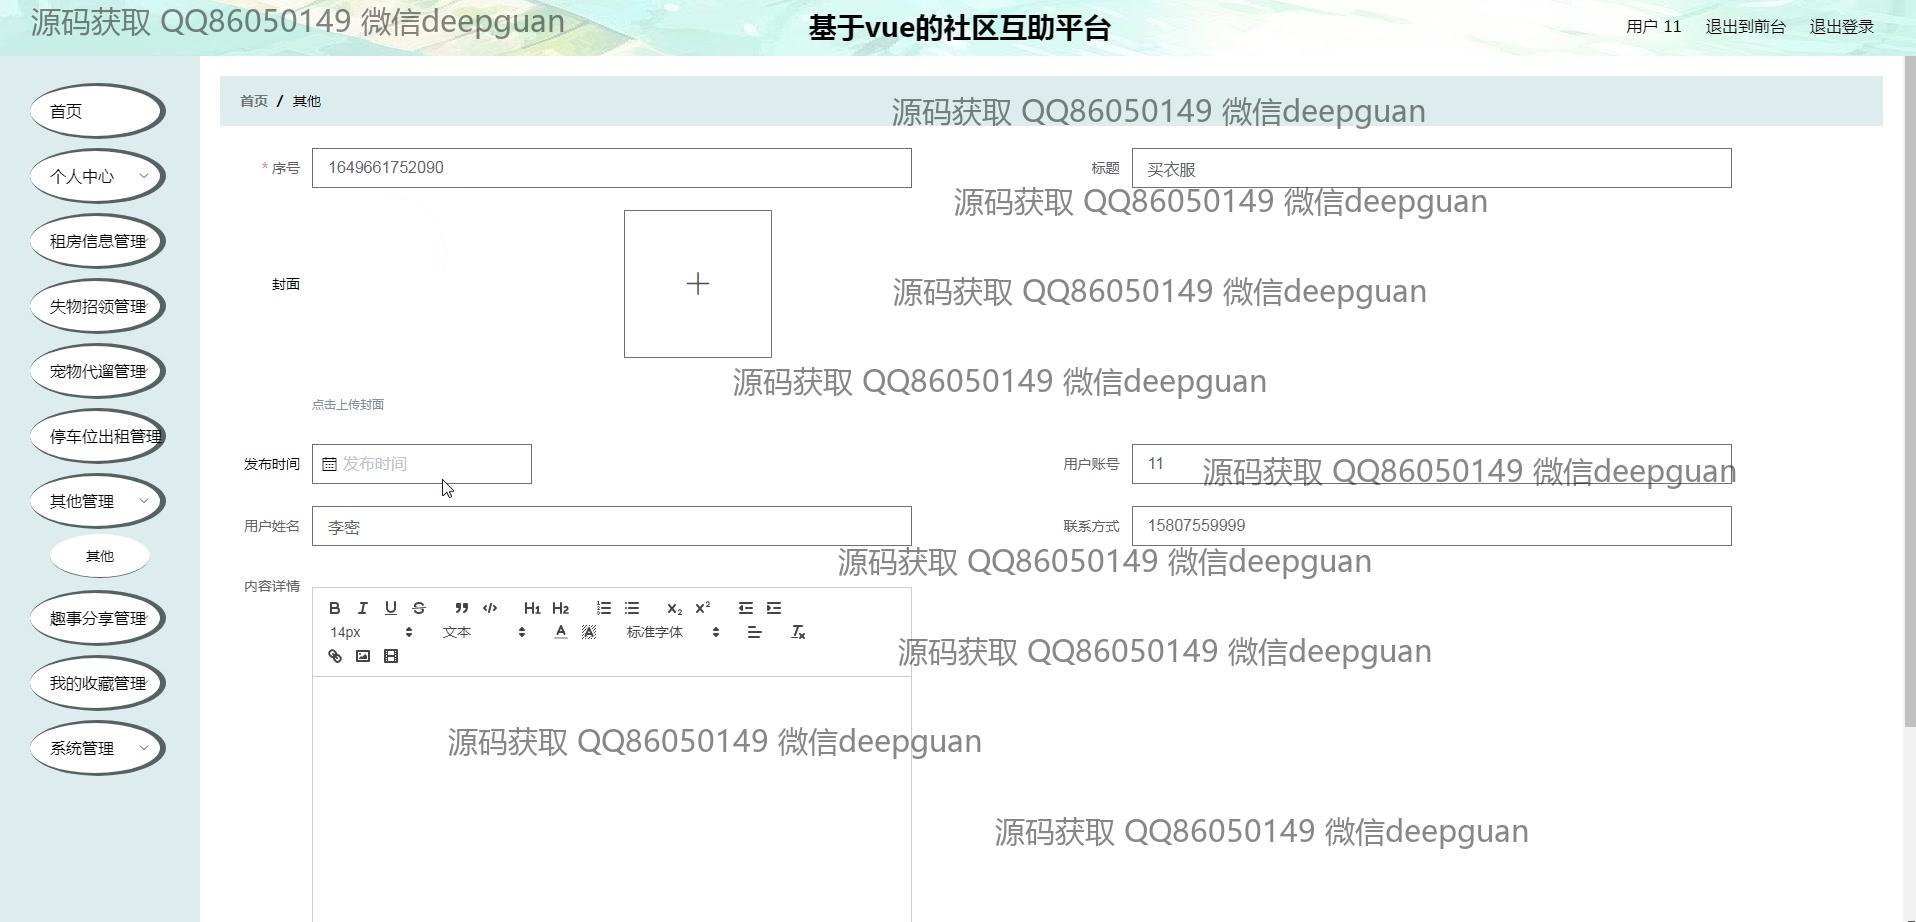 源码获取 QQ86050149 微信deepguan
基于vue的社区互助平台
用户 11 退出到前台 退出登录
首页
个人中心
租房信息管理
失物招领管理
宠物代遛管理
停车位出租管理
其他管理
其他
趣事分享管理
我的收藏管理
系统管理
首页 / 其他
源码获取 QQ86050149 微信deepguan
* 序号 1649661752090
标题 买衣服
源码获取 QQ86050149 微信deepguan
封面
源码获取 QQ86050149 微信deepguan
源码获取 QQ86050149 微信deepguan
点击上传封面
发布时间 发布时间
用户账号 11
源码获取 QQ86050149 微信deepguan
用户姓名 李密
联系方式 15807559999
源码获取 QQ86050149 微信deepguan
内容详情
B I U S H1 H2 X2 X2
14px 文本 A A 标准字体 Tx
源码获取 QQ86050149 微信deepguan
源码获取 QQ86050149 微信deepguan
源码获取 QQ86050149 微信deepguan